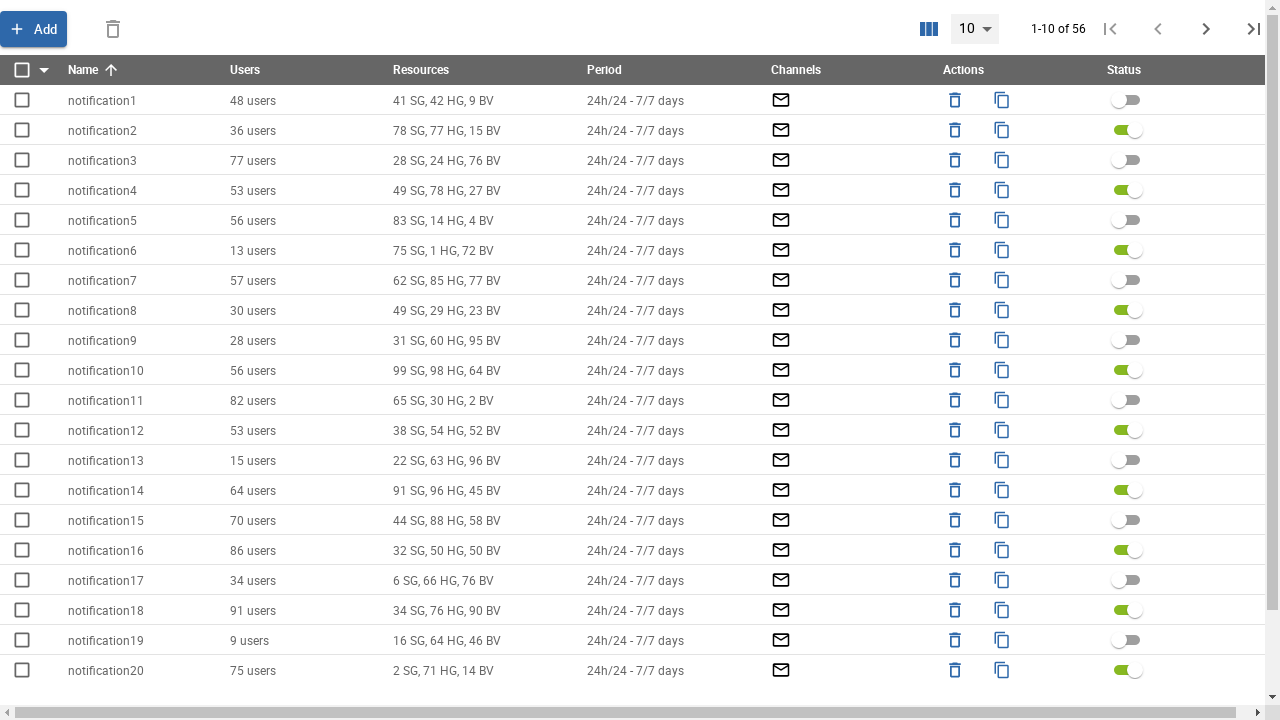 Add 10 1-10 of 56
Name Users Resources Period Channels Actions Status
notification1 48 users 41 SG, 42 HG, 9 BV 24h/24 - 7/7 days
notification2 36 users 78 SG, 77 HG, 15 BV 24h/24 - 7/7 days
notification3 77 users 28 SG, 24 HG, 76 BV 24h/24 - 7/7 days
notification4 53 users 49 SG, 78 HG, 27 BV 24h/24 - 7/7 days
notification5 56 users 83 SG, 14 HG, 4 BV 24h/24 - 7/7 days
notification6 13 users 75 SG, 1 HG, 72 BV 24h/24 - 7/7 days
notification7 57 users 62 SG, 85 HG, 77 BV 24h/24 - 7/7 days
notification8 30 users 49 SG, 29 HG, 23 BV 24h/24 - 7/7 days
notification9 28 users 31 SG, 60 HG, 95 BV 24h/24 - 7/7 days
notification10 56 users 99 SG, 98 HG, 64 BV 24h/24 - 7/7 days
notification11 82 users 65 SG, 30 HG, 2 BV 24h/24 - 7/7 days
notification12 53 users 38 SG, 54 HG, 52 BV 24h/24 - 7/7 days
notification13 15 users 22 SG, 63 HG, 96 BV 24h/24 - 7/7 days
notification14 64 users 91 SG, 96 HG, 45 BV 24h/24 - 7/7 days
notification15 70 users 44 SG, 88 HG, 58 BV 24h/24 - 7/7 days
notification16 86 users 32 SG, 50 HG, 50 BV 24h/24 - 7/7 days
notification17 34 users 6 SG, 66 HG, 76 BV 24h/24 - 7/7 days
notification18 91 users 34 SG, 76 HG, 90 BV 24h/24 - 7/7 days
notification19 9 users 16 SG, 64 HG, 46 BV 24h/24 - 7/7 days
notification20 75 users 2 SG, 71 HG, 14 BV 24h/24 - 7/7 days